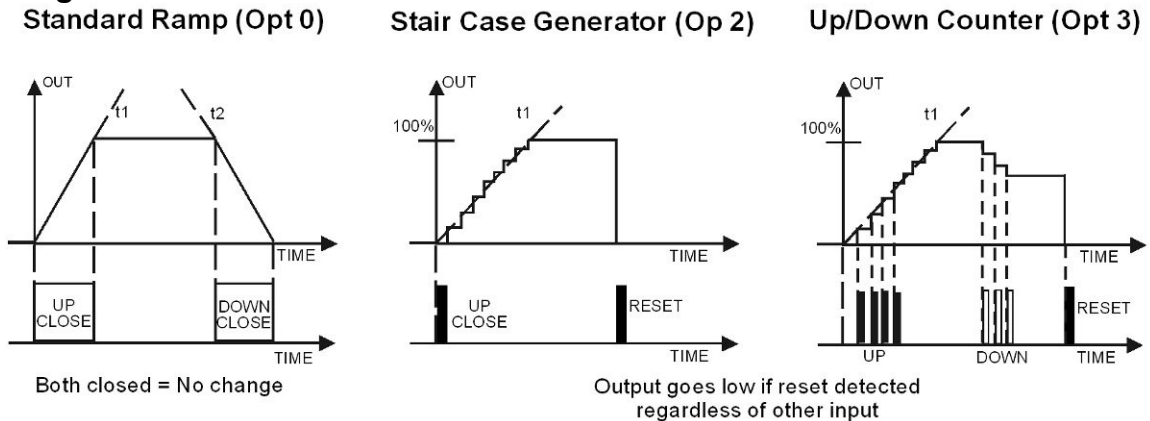 Standard Ramp (Opt 0)
OUT
t1
t2
TIME
UP
CLOSE
DOWN
CLOSE
TIME
Both closed = No change
Stair Case Generator (Op 2)
OUT
t1
100%
TIME
UP
CLOSE
RESET
TIME
Up/Down Counter (Opt 3)
OUT
t1
100%
TIME
RESET
UP
DOWN
TIME
Output goes low if reset detected
regardless of other input